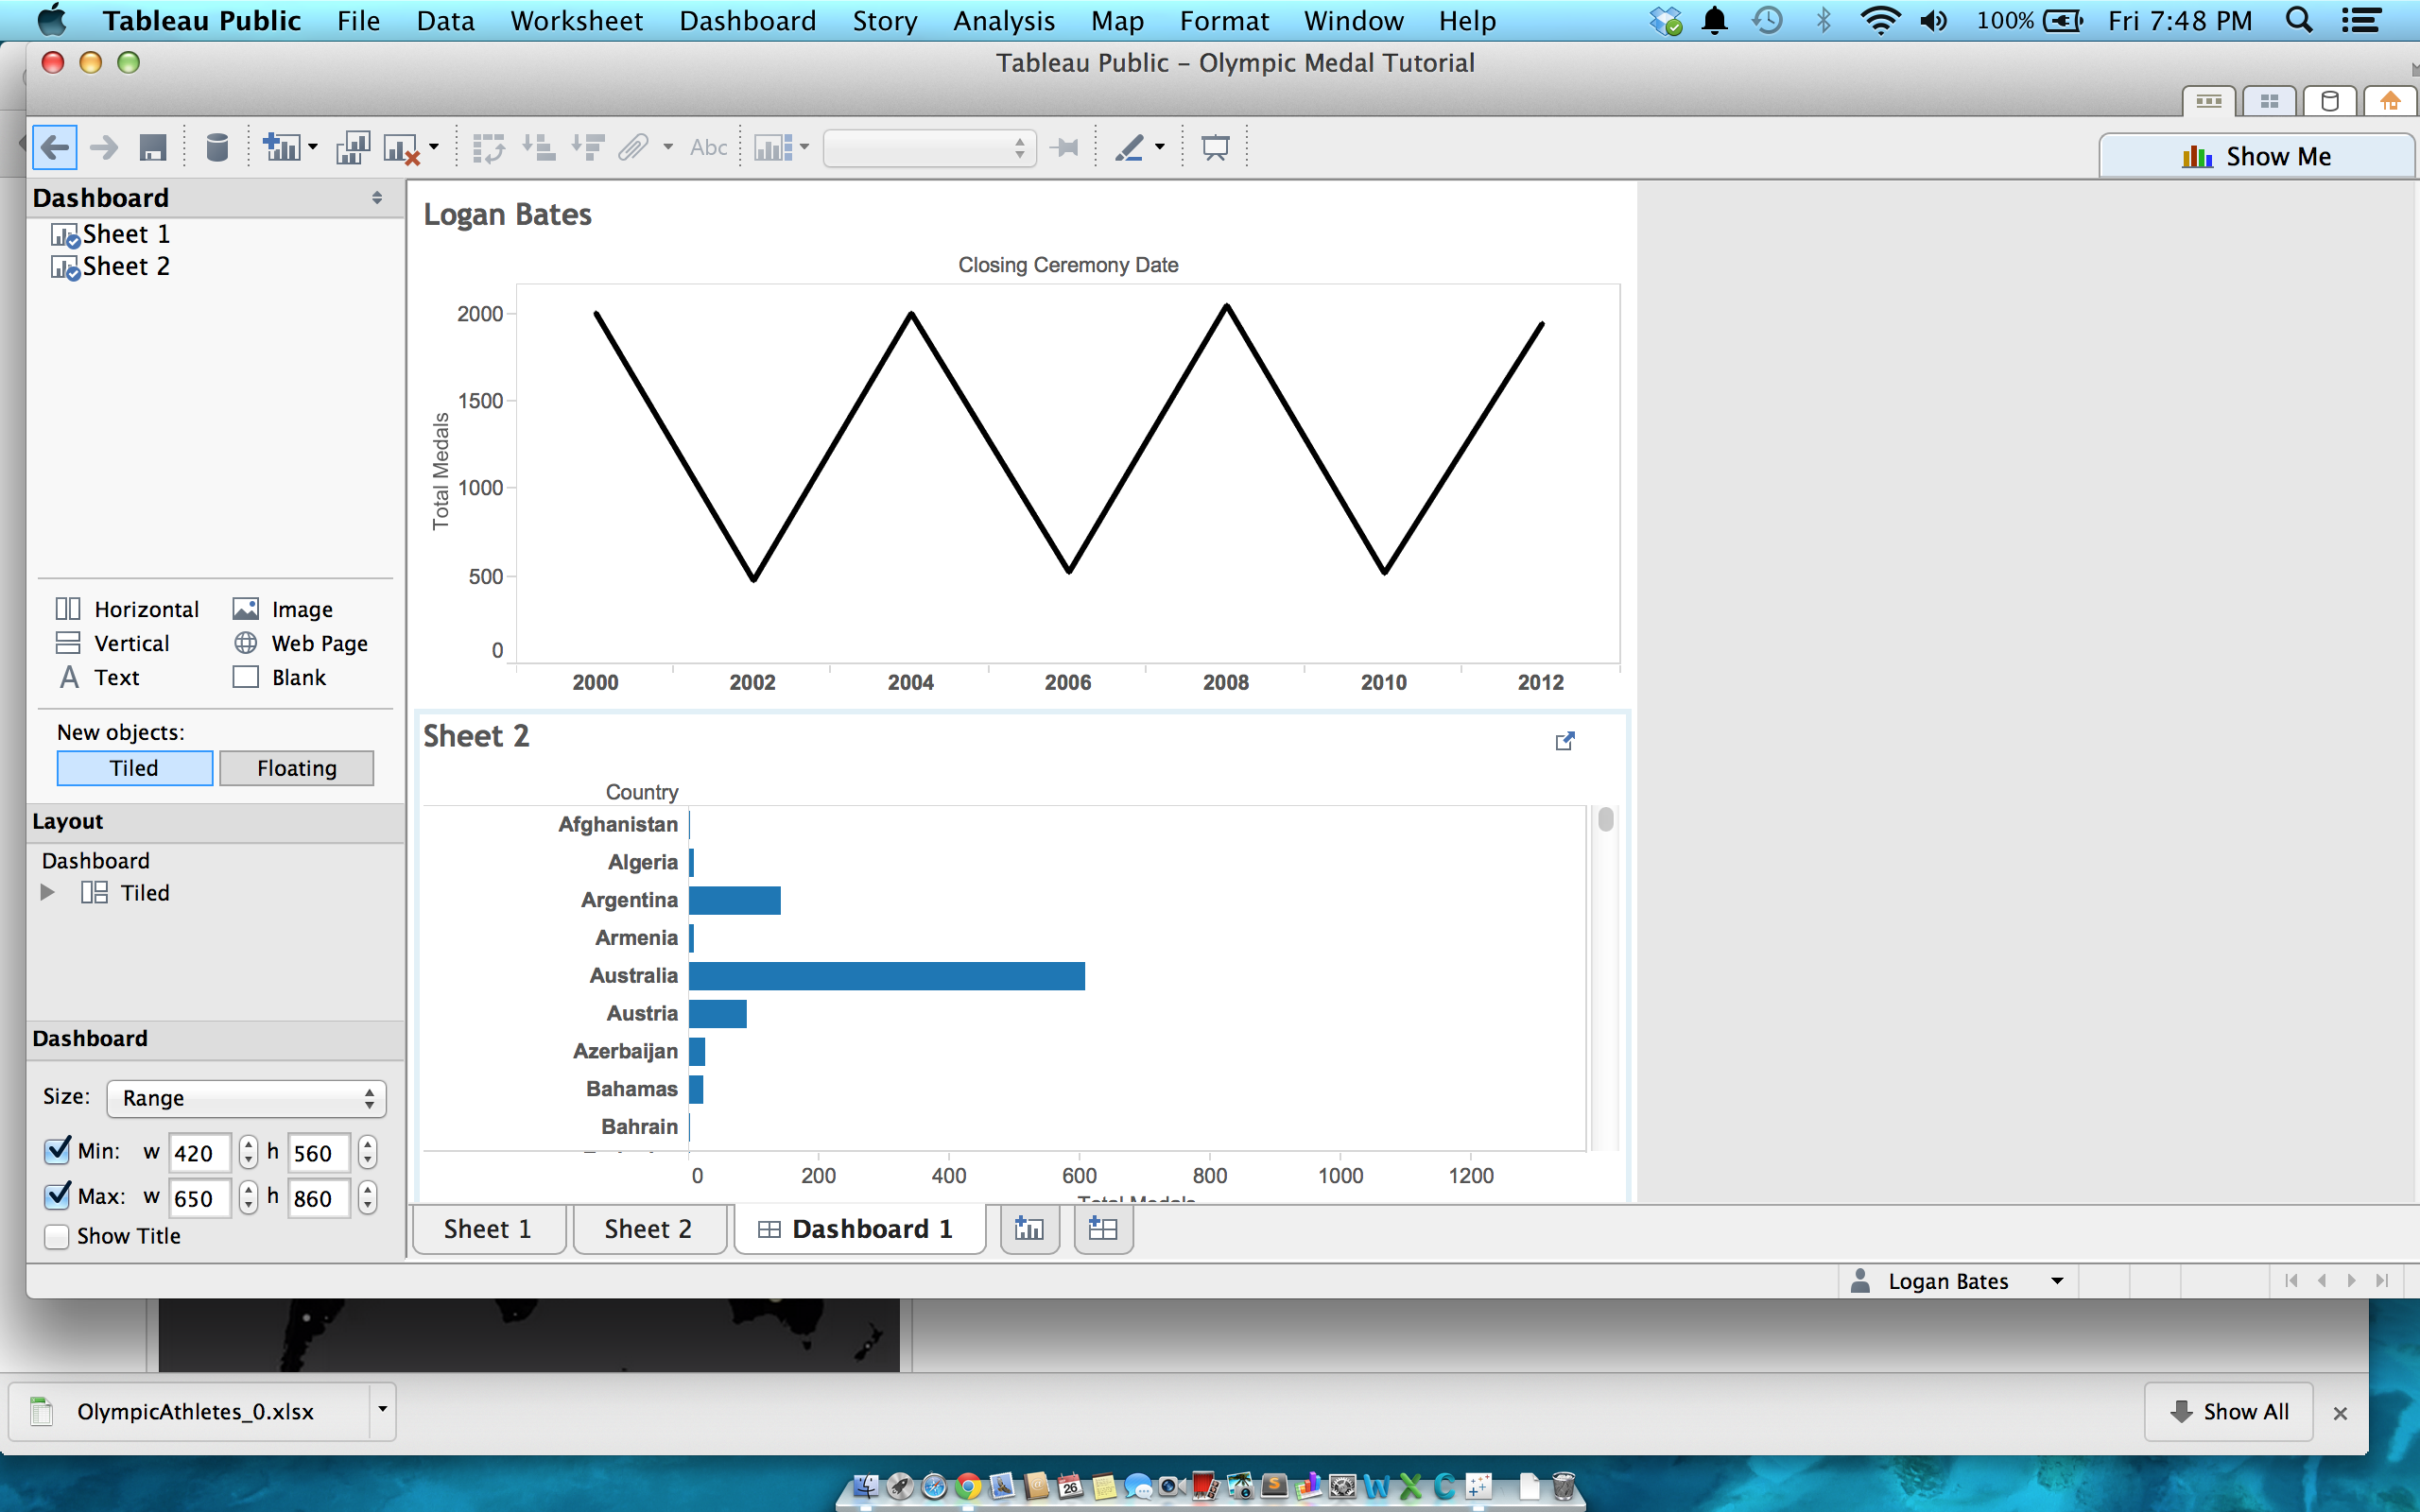 Tableau Public File Data Worksheet Dashboard Story Analysis Map Format Window Help 100% Fri 7:48 PM
Tableau Public – Olympic Medal Tutorial
Abc
Show Me
Dashboard
Sheet 1
Sheet 2
Horizontal Image
Vertical Web Page
A Text Blank
New objects:
Tiled Floating
Layout
Dashboard
Tiled
Dashboard
Size: Range
Min: w 420 h 560
Max: w 650 h 860
Show Title
Logan Bates
Closing Ceremony Date
Total Medals
2000
1500
1000
500
0
2000 2002 2004 2006 2008 2010 2012
Sheet 2
Country
Afghanistan
Algeria
Argentina
Armenia
Australia
Austria
Azerbaijan
Bahamas
Bahrain
0 200 400 600 800 1000 1200
Total Medals
Sheet 1 Sheet 2 Dashboard 1
Logan Bates
OlympicAthletes_0.xlsx
Show All
26